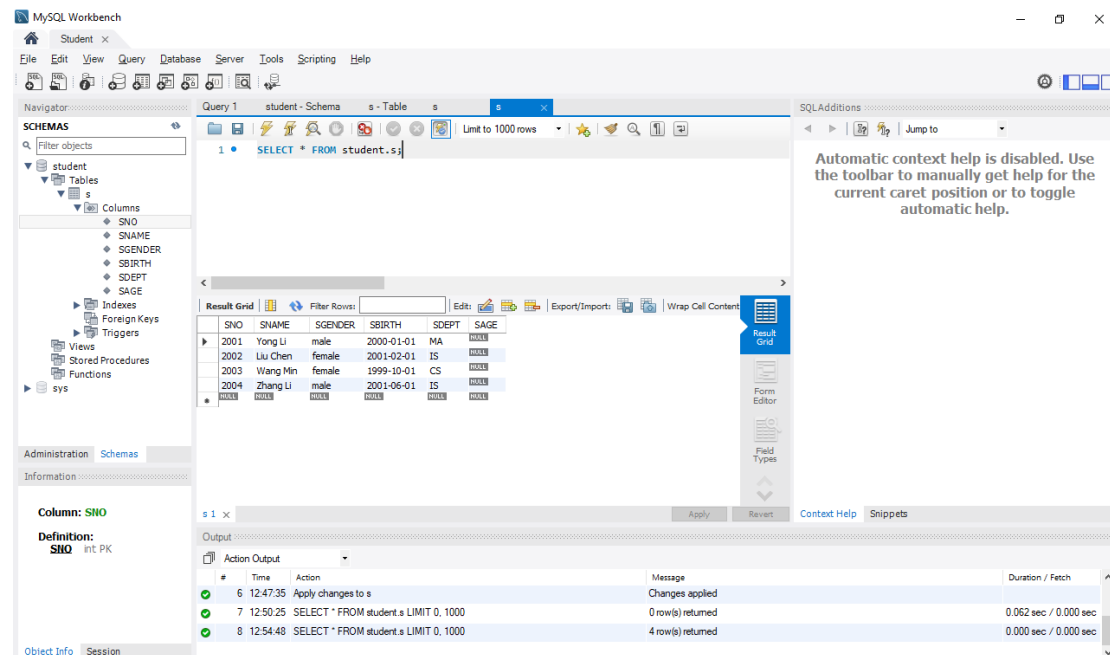 MySQL Workbench
Student ×
File Edit View Query Database Server Tools Scripting Help
Navigator
SCHEMAS
Filter objects
student
Tables
s
Columns
SNO
SNAME
SGENDER
SBIRTH
SDEPT
SAGE
Indexes
Foreign Keys
Triggers
Views
Stored Procedures
Functions
sys
Administration Schemas
Information
Column: SNO
Definition:
SNO int PK
Object Info Session
Query 1 student - Schema s - Table s s ×
Limit to 1000 rows
1 SELECT * FROM student.s;
Result Grid Filter Rows: Edit: Export/Import: Wrap Cell Content
SNO SNAME SGENDER SBIRTH SDEPT SAGE
2001 Yong Li male 2000-01-01 MA NULL
2002 Liu Chen female 2001-02-01 IS NULL
2003 Wang Min female 1999-10-01 CS NULL
2004 Zhang Li male 2001-06-01 IS NULL
NULL NULL NULL NULL NULL NULL
Result
Grid
Form
Editor
Field
Types
s 1 × Apply Revert
SQLAdditions
Jump to
Automatic context help is disabled. Use
the toolbar to manually get help for the
current caret position or to toggle
automatic help.
Context Help Snippets
Output
Action Output
# Time Action Message Duration / Fetch
6 12:47:35 Apply changes to s Changes applied
7 12:50:25 SELECT * FROM student.s LIMIT 0, 1000 0 row(s) returned 0.062 sec / 0.000 sec
8 12:54:48 SELECT * FROM student.s LIMIT 0, 1000 4 row(s) returned 0.000 sec / 0.000 sec